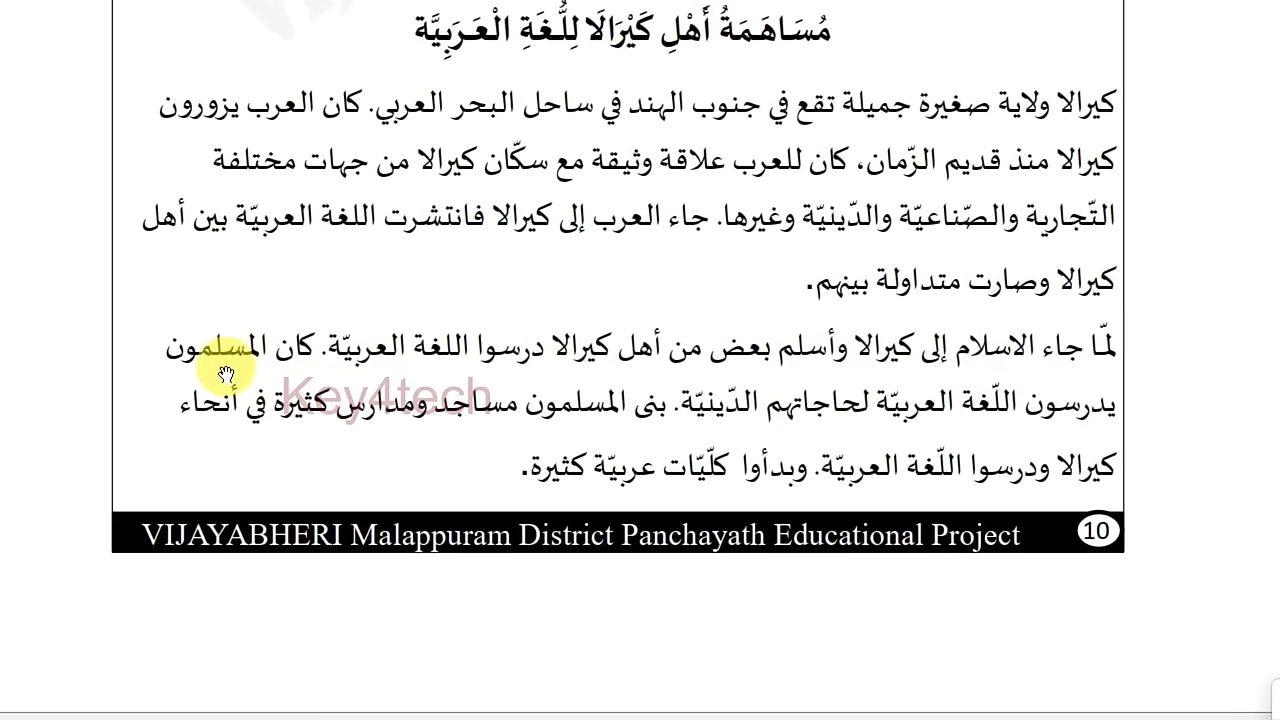 مُسَاهَمَةُ أَهْلِ كَيْرَالَا لِلُّغَةِ الْعَرَبِيَّة
كيرالا ولاية صغيرة جميلة تقع في جنوب الهند في ساحل البحر العربي. كان العرب يزورون
كيرالا منذ قديم الزّمان، كان للعرب علاقة وثيقة مع سكّان كيرالا من جهات مختلفة
التّجارية والصّناعيّة والدّينيّة وغيرها. جاء العرب إلى كيرالا فانتشرت اللغة العربيّة بين أهل
كيرالا وصارت متداولة بينهم.
لمّا جاء الاسلام إلى كيرالا وأسلم بعض من أهل كيرالا درسوا اللغة العربيّة. كان المسلمون
يدرسون اللّغة العربيّة لحاجاتهم الدّينيّة. بنى المسلمون مساجد ومدارس كثيرة في أنحاء
Key4tech
كيرالا ودرسوا اللّغة العربيّة. وبدأوا كلّيّات عربيّة كثيرة.
VIJAYABHERI Malappuram District Panchayath Educational Project 10